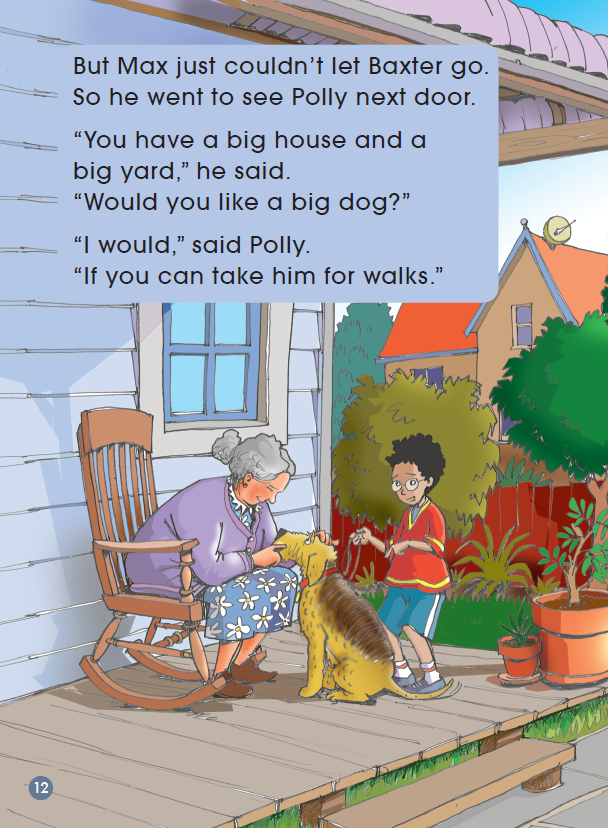 But Max just couldn’t let Baxter go.
So he went to see Polly next door.
“You have a big house and a
big yard,” he said.
“Would you like a big dog?”
“I would,” said Polly.
“If you can take him for walks.”
12